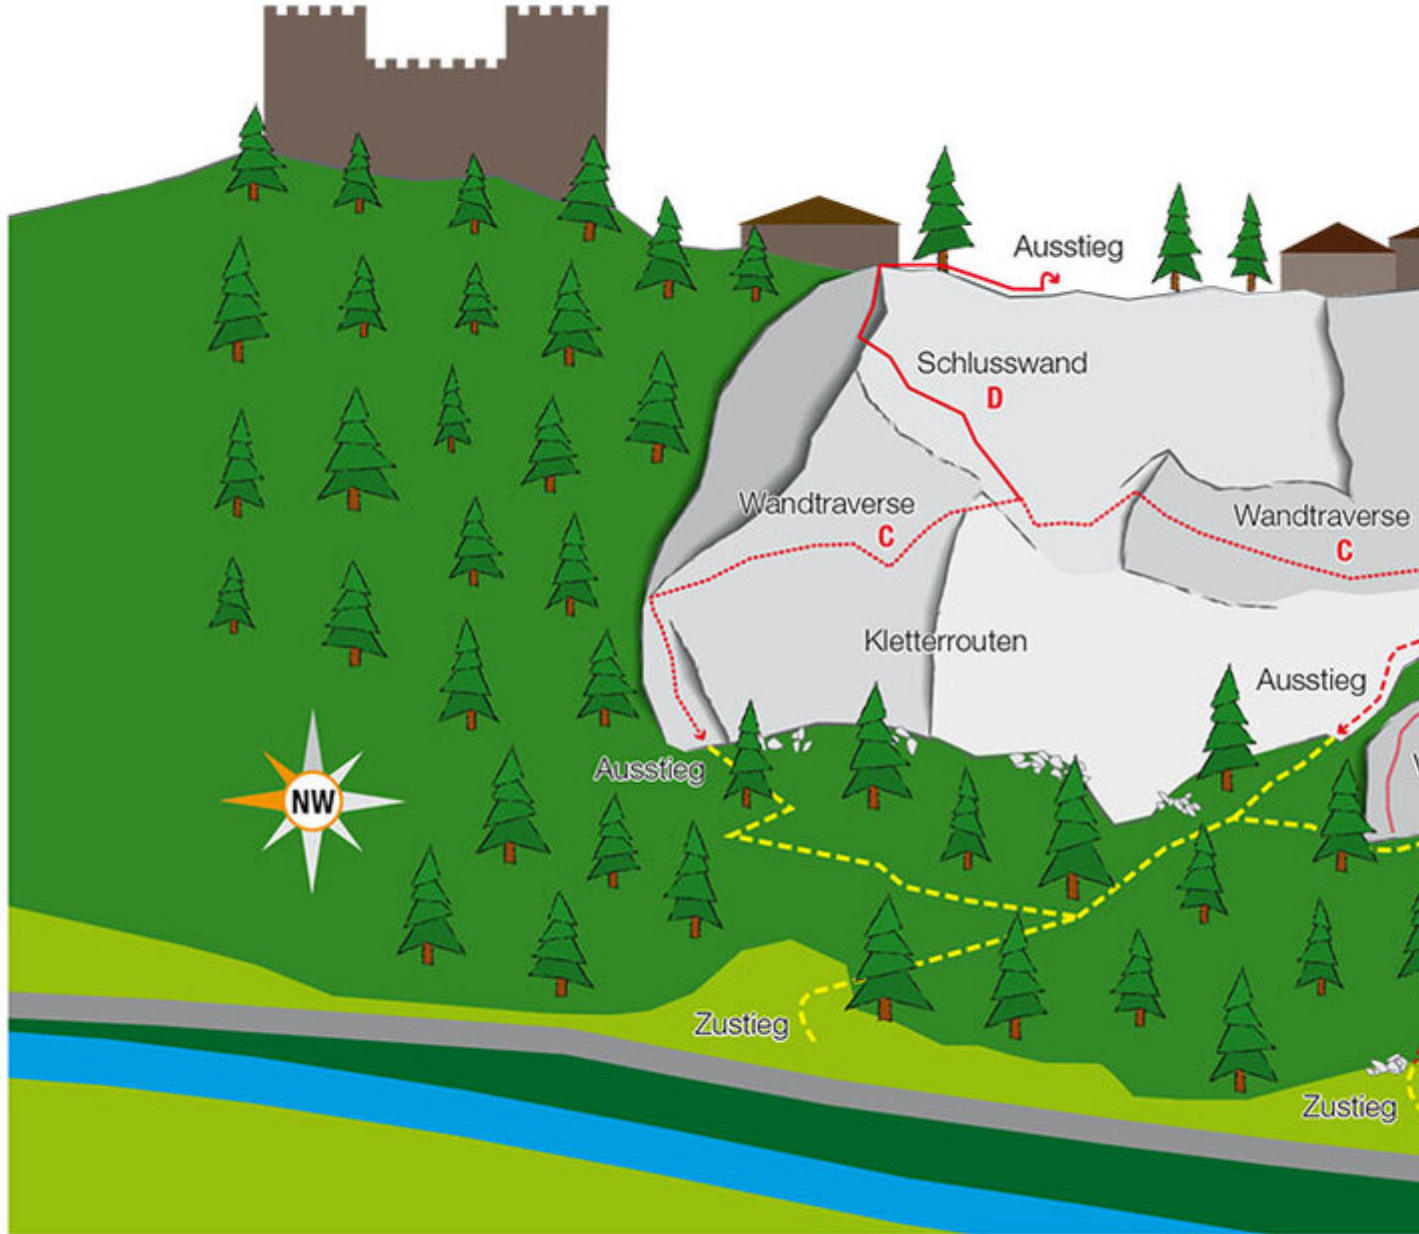 Ausstieg
Schlusswand
D
Wandtraverse
C
Wandtraverse
C
Kletterrouten
Ausstieg
Ausstieg
NW
Zustieg
Zustieg